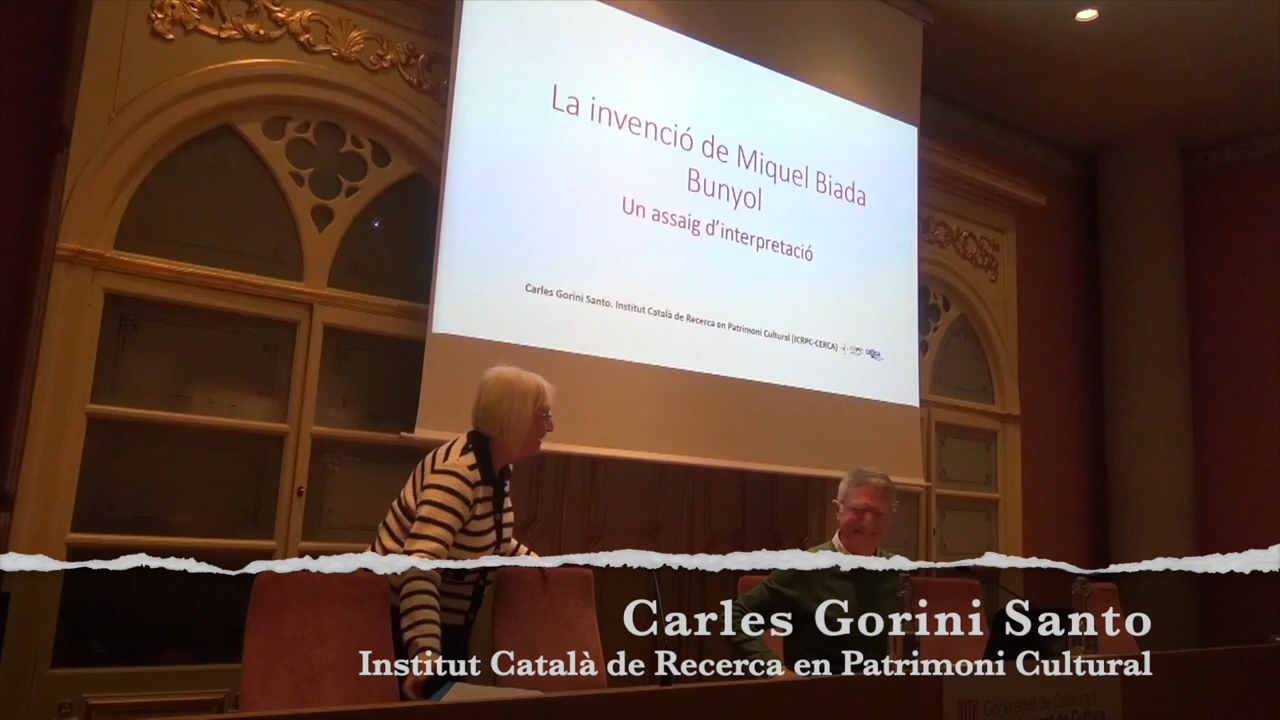 La invenció de Miquel Biada
Bunyol
Un assaig d'interpretació
Carles Gorini Santo, Institut Català de Recerca en Patrimoni Cultural (ICRPC-CERCA)
Carles Gorini Santo
Institut Català de Recerca en Patrimoni Cultural
Generalitat de Catalunya